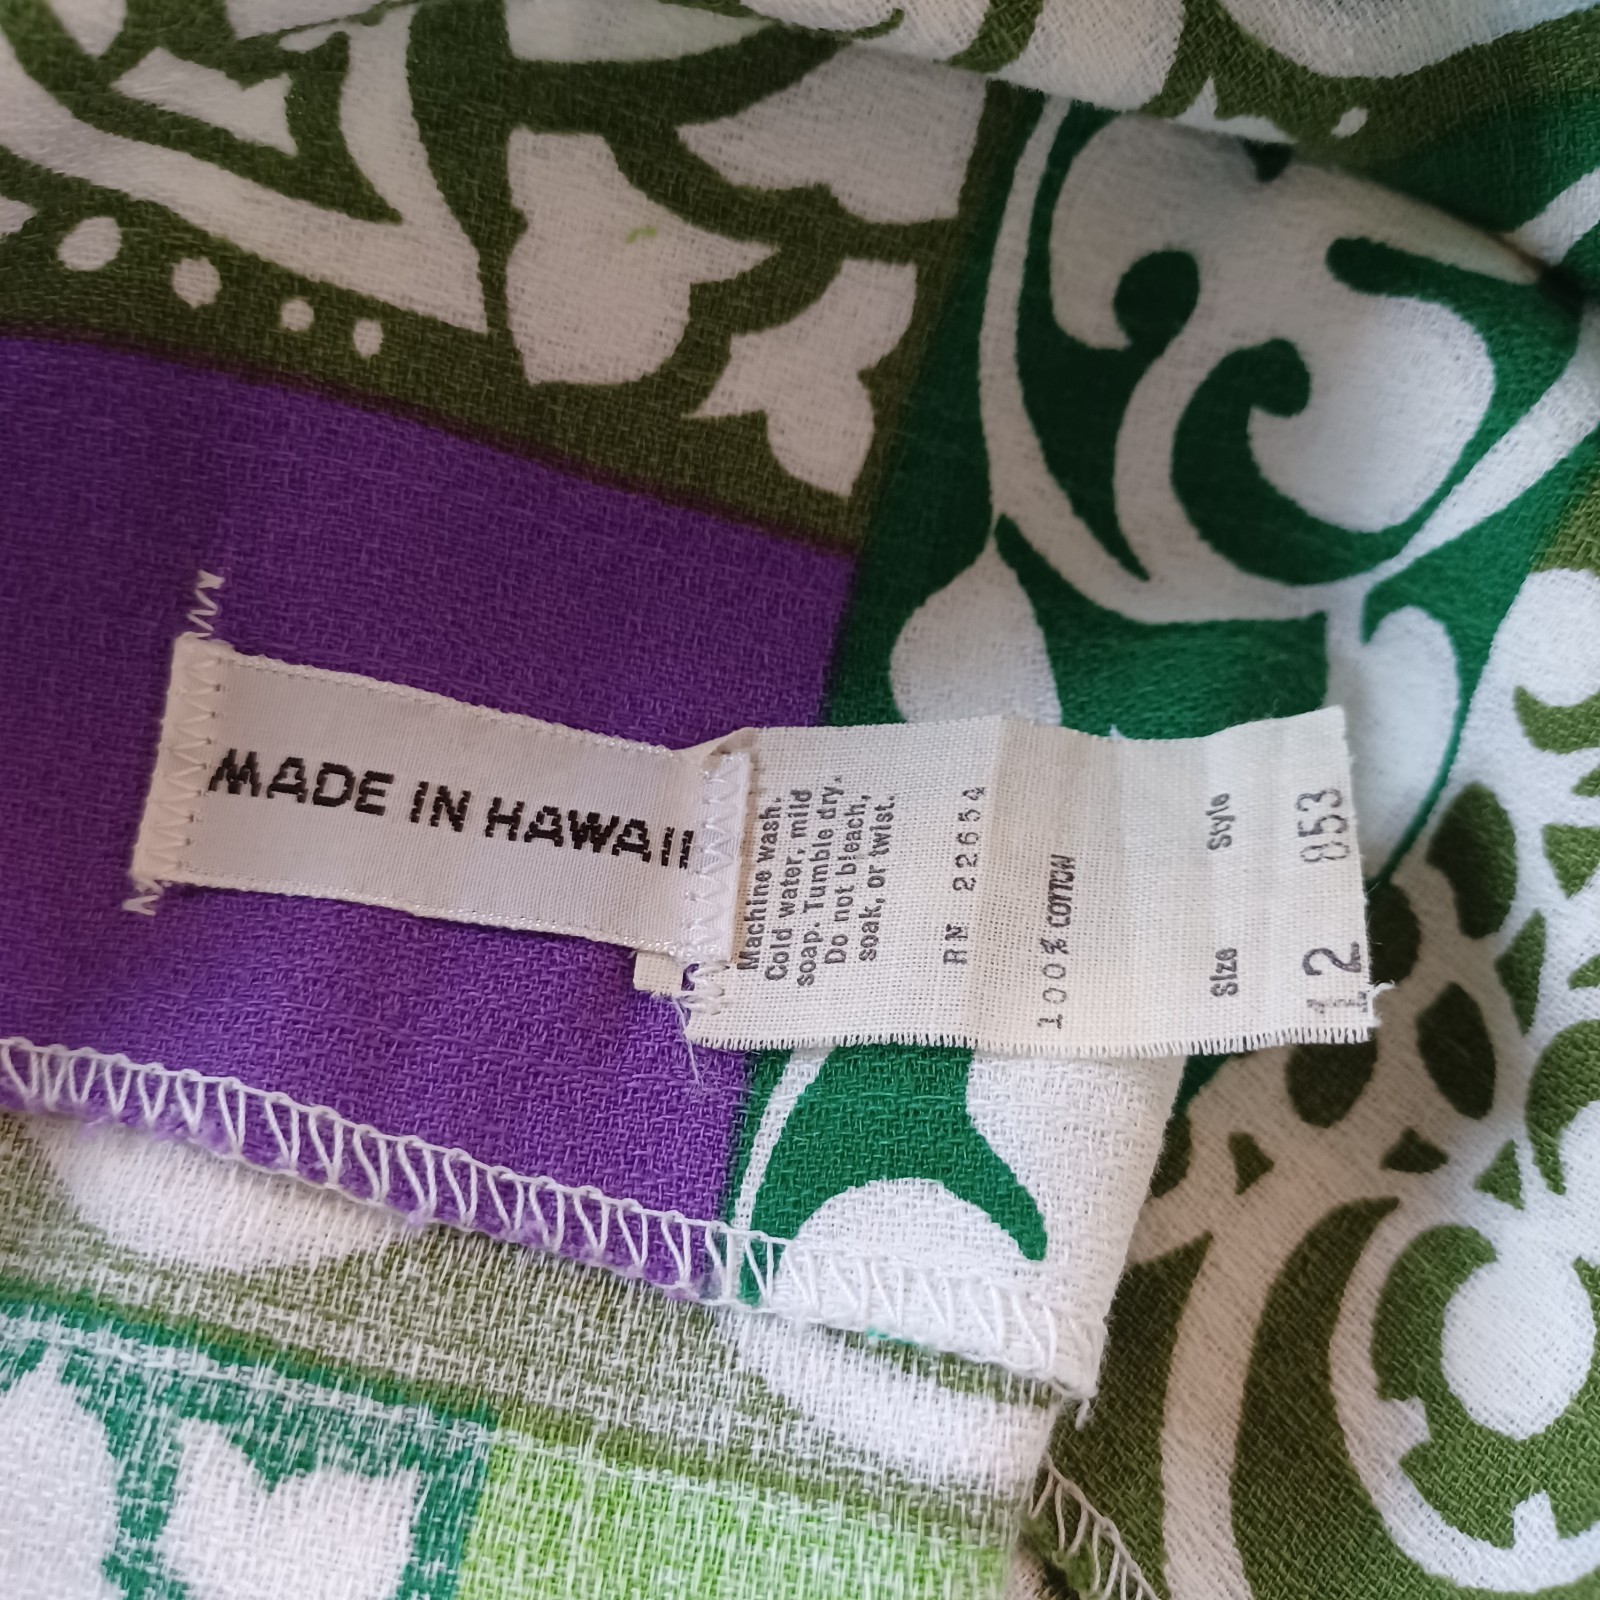 MADE IN HAWAII
Machine wash.
Cold water, mild
soap. Tumble dry.
Do not bleach,
soak, or twist.
RN 22654
100% COTTON
Size Style
12 853